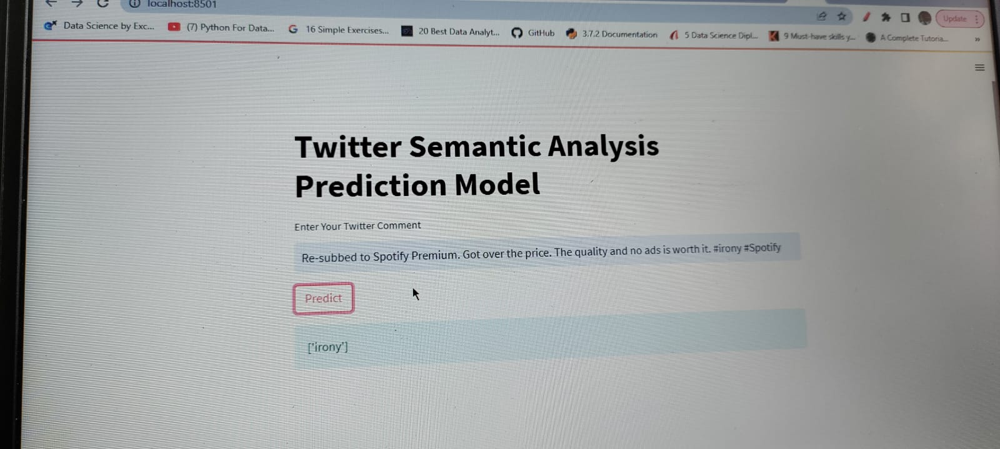 localhost:8501
Update
Data Science by Exc...
(7) Python For Data...
16 Simple Exercises...
20 Best Data Analyt...
GitHub
3.7.2 Documentation
5 Data Science Dipl...
9 Must-have skills y...
A Complete Tutoria...
»
Twitter Semantic Analysis
Prediction Model
Enter Your Twitter Comment
Re-subbed to Spotify Premium. Got over the price. The quality and no ads is worth it. #irony #Spotify
Predict
['irony']